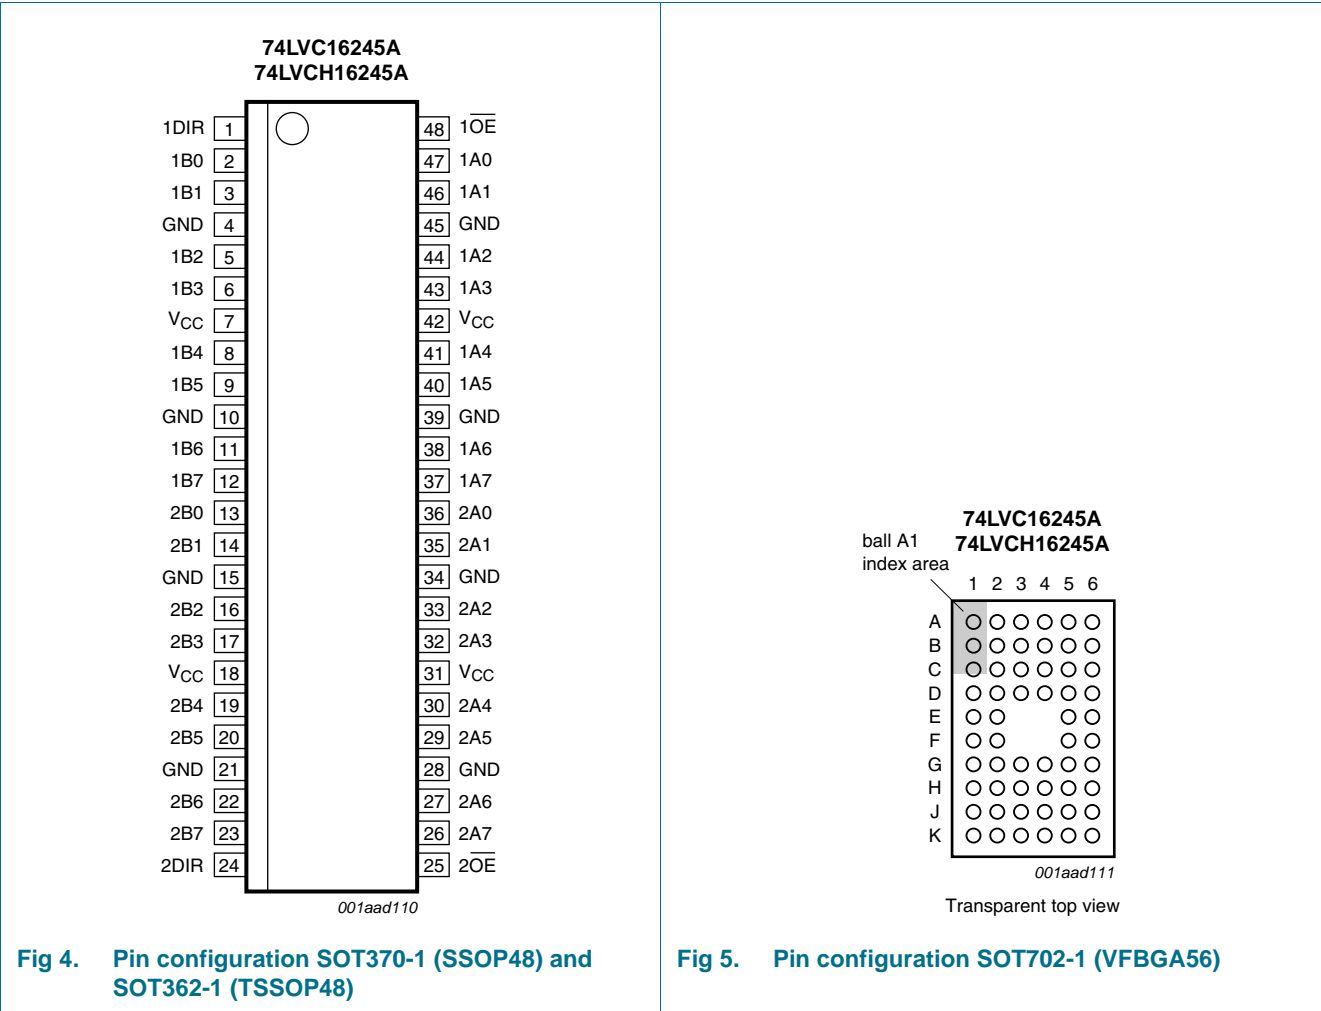 74LVC16245A
74LVCH16245A
1DIR 1 48 1OE
1B0 2 47 1A0
1B1 3 46 1A1
GND 4 45 GND
1B2 5 44 1A2
1B3 6 43 1A3
VCC 7 42 VCC
1B4 8 41 1A4
1B5 9 40 1A5
GND 10 39 GND
1B6 11 38 1A6
1B7 12 37 1A7
2B0 13 36 2A0
2B1 14 35 2A1
GND 15 34 GND
2B2 16 33 2A2
2B3 17 32 2A3
VCC 18 31 VCC
2B4 19 30 2A4
2B5 20 29 2A5
GND 21 28 GND
2B6 22 27 2A6
2B7 23 26 2A7
2DIR 24 25 2OE
001aad110
Fig 4. Pin configuration SOT370-1 (SSOP48) and
SOT362-1 (TSSOP48)
74LVC16245A
74LVCH16245A
ball A1
index area
1 2 3 4 5 6
A
B
C
D
E
F
G
H
J
K
001aad111
Transparent top view
Fig 5. Pin configuration SOT702-1 (VFBGA56)